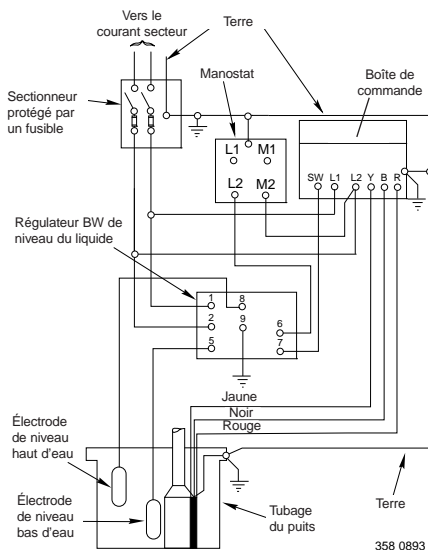 Vers le
courant secteur
Terre
Manostat
Boîte de
commande
Sectionneur
protégé par
un fusible
L1 M1
L2 M2
SW L1 L2 Y B R
Régulateur BW de
niveau du liquide
1 8
2 9 6
5 7
Jaune
Noir
Rouge
Électrode
de niveau
haut d'eau
Électrode
de niveau
bas d'eau
Tubage
du puits
Terre
358 0893